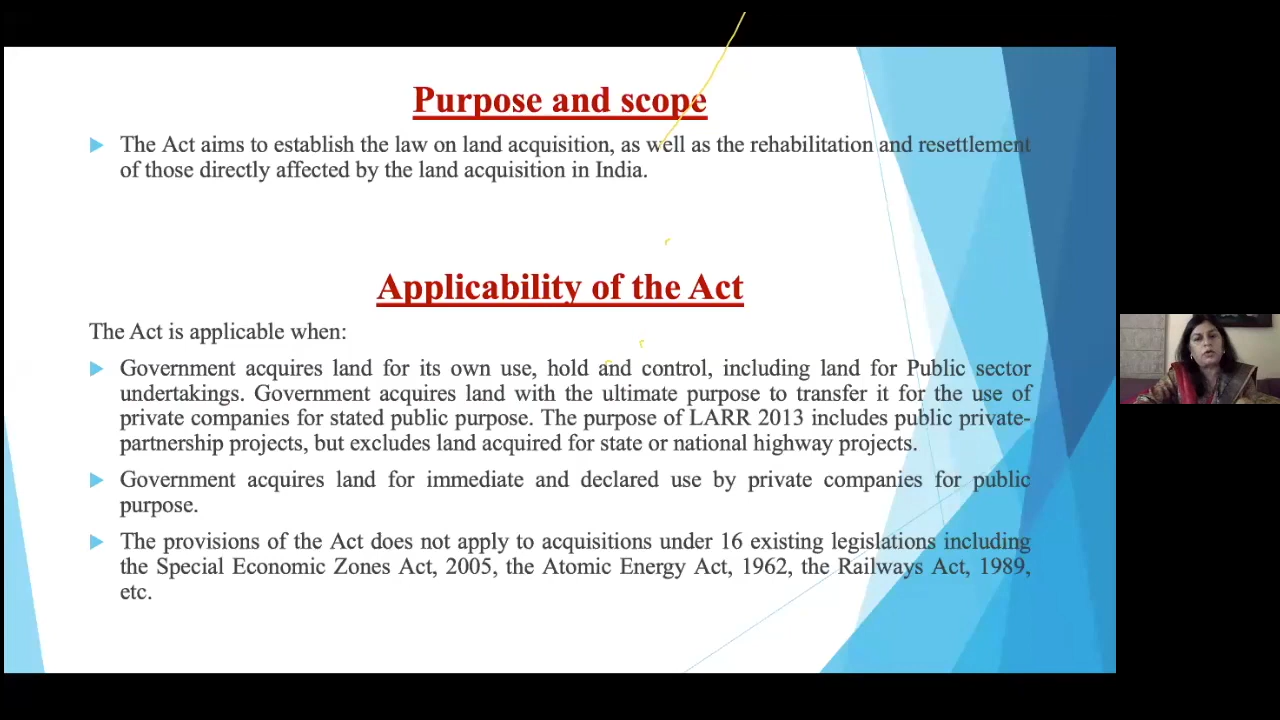 Purpose and scope
The Act aims to establish the law on land acquisition, as well as the rehabilitation and resettlement
of those directly affected by the land acquisition in India.
Applicability of the Act
The Act is applicable when:
Government acquires land for its own use, hold and control, including land for Public sector
undertakings. Government acquires land with the ultimate purpose to transfer it for the use of
private companies for stated public purpose. The purpose of LARR 2013 includes public private-
partnership projects, but excludes land acquired for state or national highway projects.
Government acquires land for immediate and declared use by private companies for public
purpose.
The provisions of the Act does not apply to acquisitions under 16 existing legislations including
the Special Economic Zones Act, 2005, the Atomic Energy Act, 1962, the Railways Act, 1989,
etc.